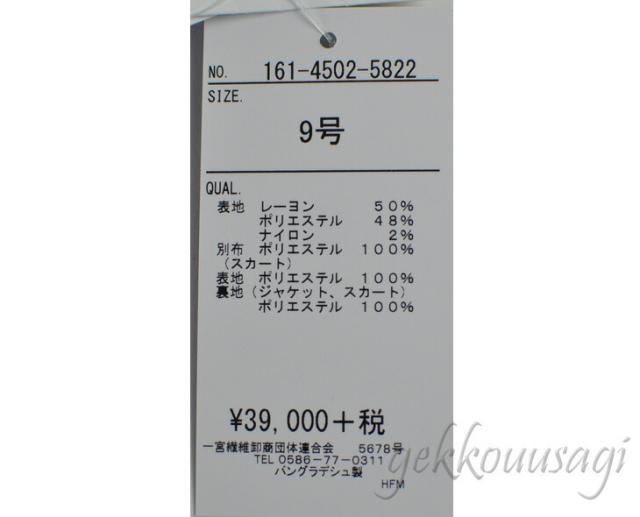 NO. 161-4502-5822
SIZE.
9号
QUAL.
表地 レーヨン 50%
ポリエステル 48%
ナイロン 2%
別布 ポリエステル 100%
(スカート)
表地 ポリエステル 100%
裏地(ジャケット、スカート)
ポリエステル 100%
¥39,000+税
一宮繊維卸商団体連合会 5678号
TEL 0586-77-0311
バングラデシュ製
HFM
gekkouusagi